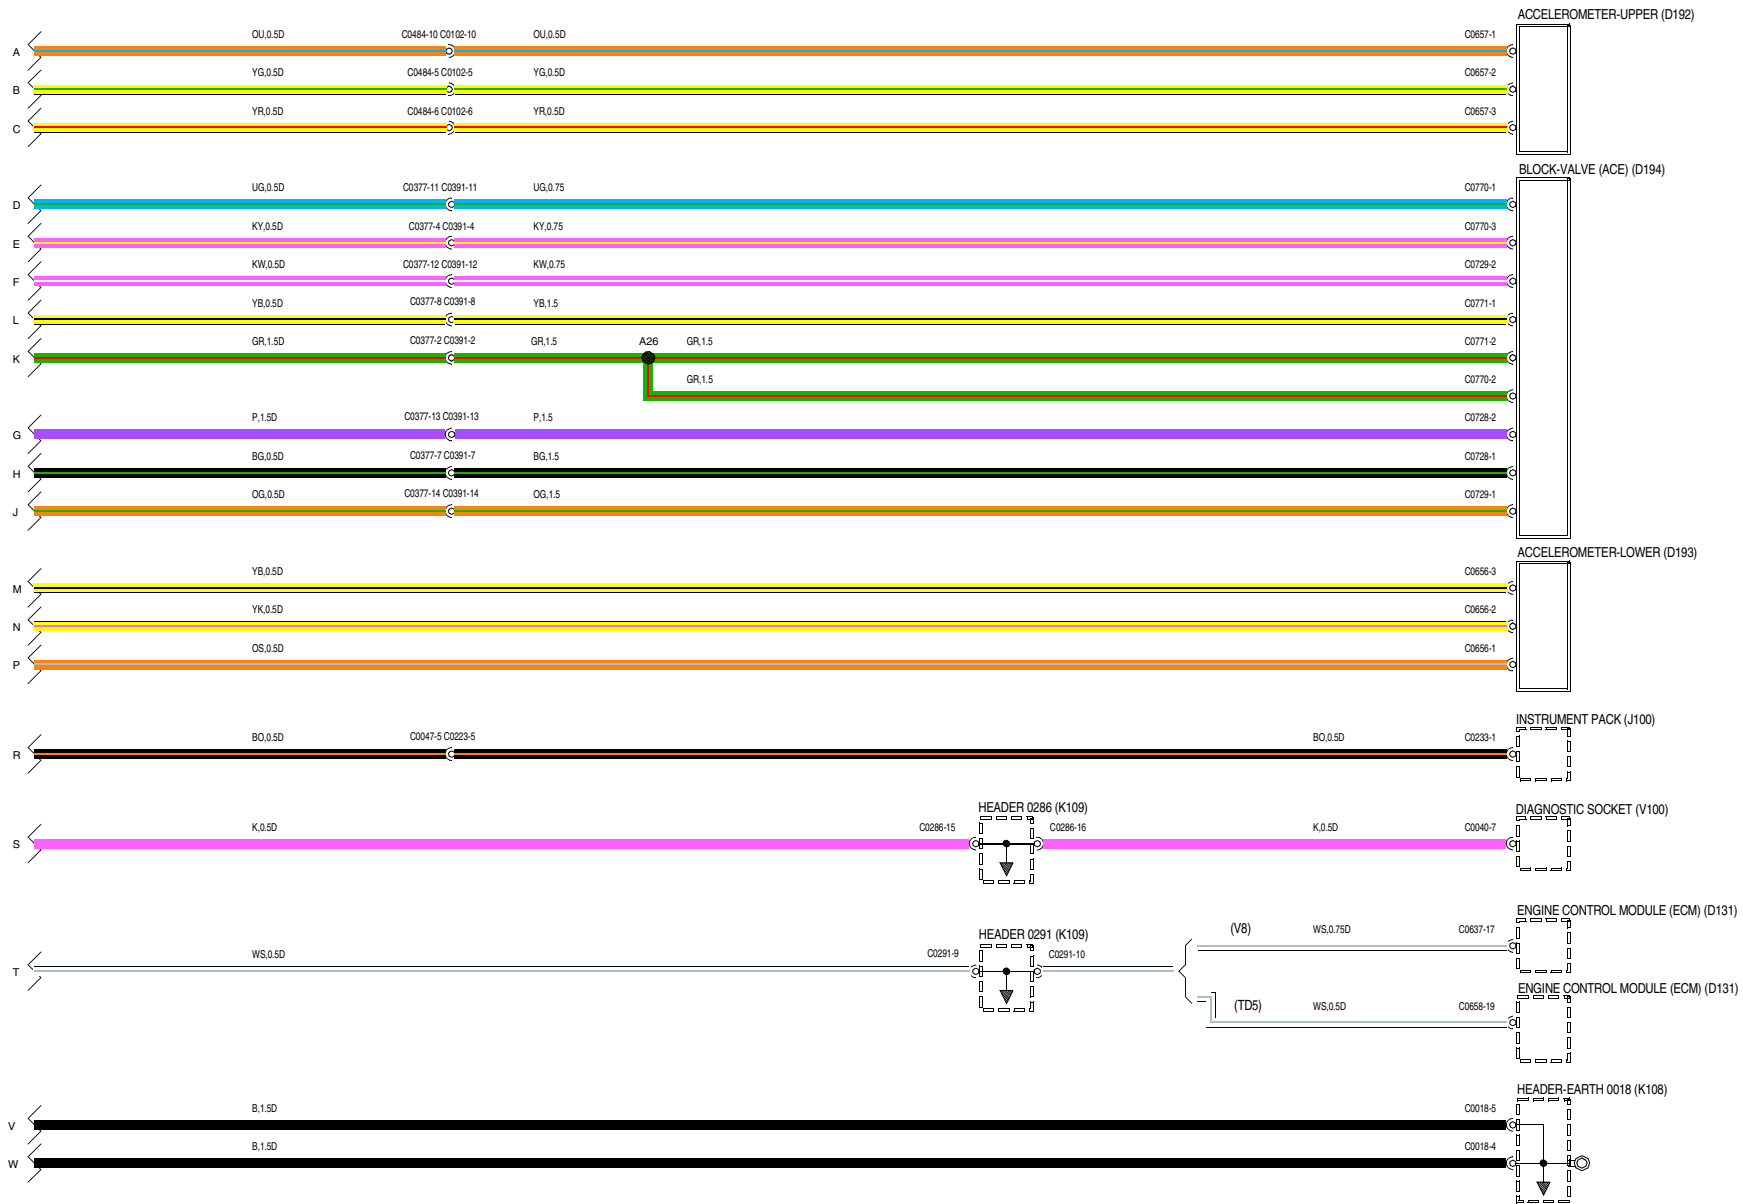 ACCELEROMETER-UPPER (D192)
A OU,0.5D C0484-10 C0102-10 OU,0.5D C0657-1
B YG,0.5D C0484-5 C0102-5 YG,0.5D C0657-2
C YR,0.5D C0484-6 C0102-6 YR,0.5D C0657-3
BLOCK-VALVE (ACE) (D194)
D UG,0.5D C0377-11 C0391-11 UG,0.75 C0770-1
E KY,0.5D C0377-4 C0391-4 KY,0.75 C0770-3
F KW,0.5D C0377-12 C0391-12 KW,0.75 C0729-2
L YB,0.5D C0377-8 C0391-8 YB,1.5 C0771-1
K GR,1.5D C0377-2 C0391-2 GR,1.5 A26 GR,1.5 C0771-2
GR,1.5 C0770-2
G P,1.5D C0377-13 C0391-13 P,1.5 C0728-2
H BG,0.5D C0377-7 C0391-7 BG,1.5 C0728-1
J OG,0.5D C0377-14 C0391-14 OG,1.5 C0729-1
ACCELEROMETER-LOWER (D193)
M YB,0.5D C0656-3
N YK,0.5D C0656-2
P OS,0.5D C0656-1
INSTRUMENT PACK (J100)
R BO,0.5D C0047-5 C0223-5 BO,0.5D C0233-1
HEADER 0286 (K109) DIAGNOSTIC SOCKET (V100)
S K,0.5D C0286-15 C0286-16 K,0.5D C0040-7
ENGINE CONTROL MODULE (ECM) (D131)
HEADER 0291 (K109) (V8) WS,0.75D C0637-17
T WS,0.5D C0291-9 C0291-10
ENGINE CONTROL MODULE (ECM) (D131)
(TD5) WS,0.5D C0658-19
HEADER-EARTH 0018 (K108)
V B,1.5D C0018-5
W B,1.5D C0018-4